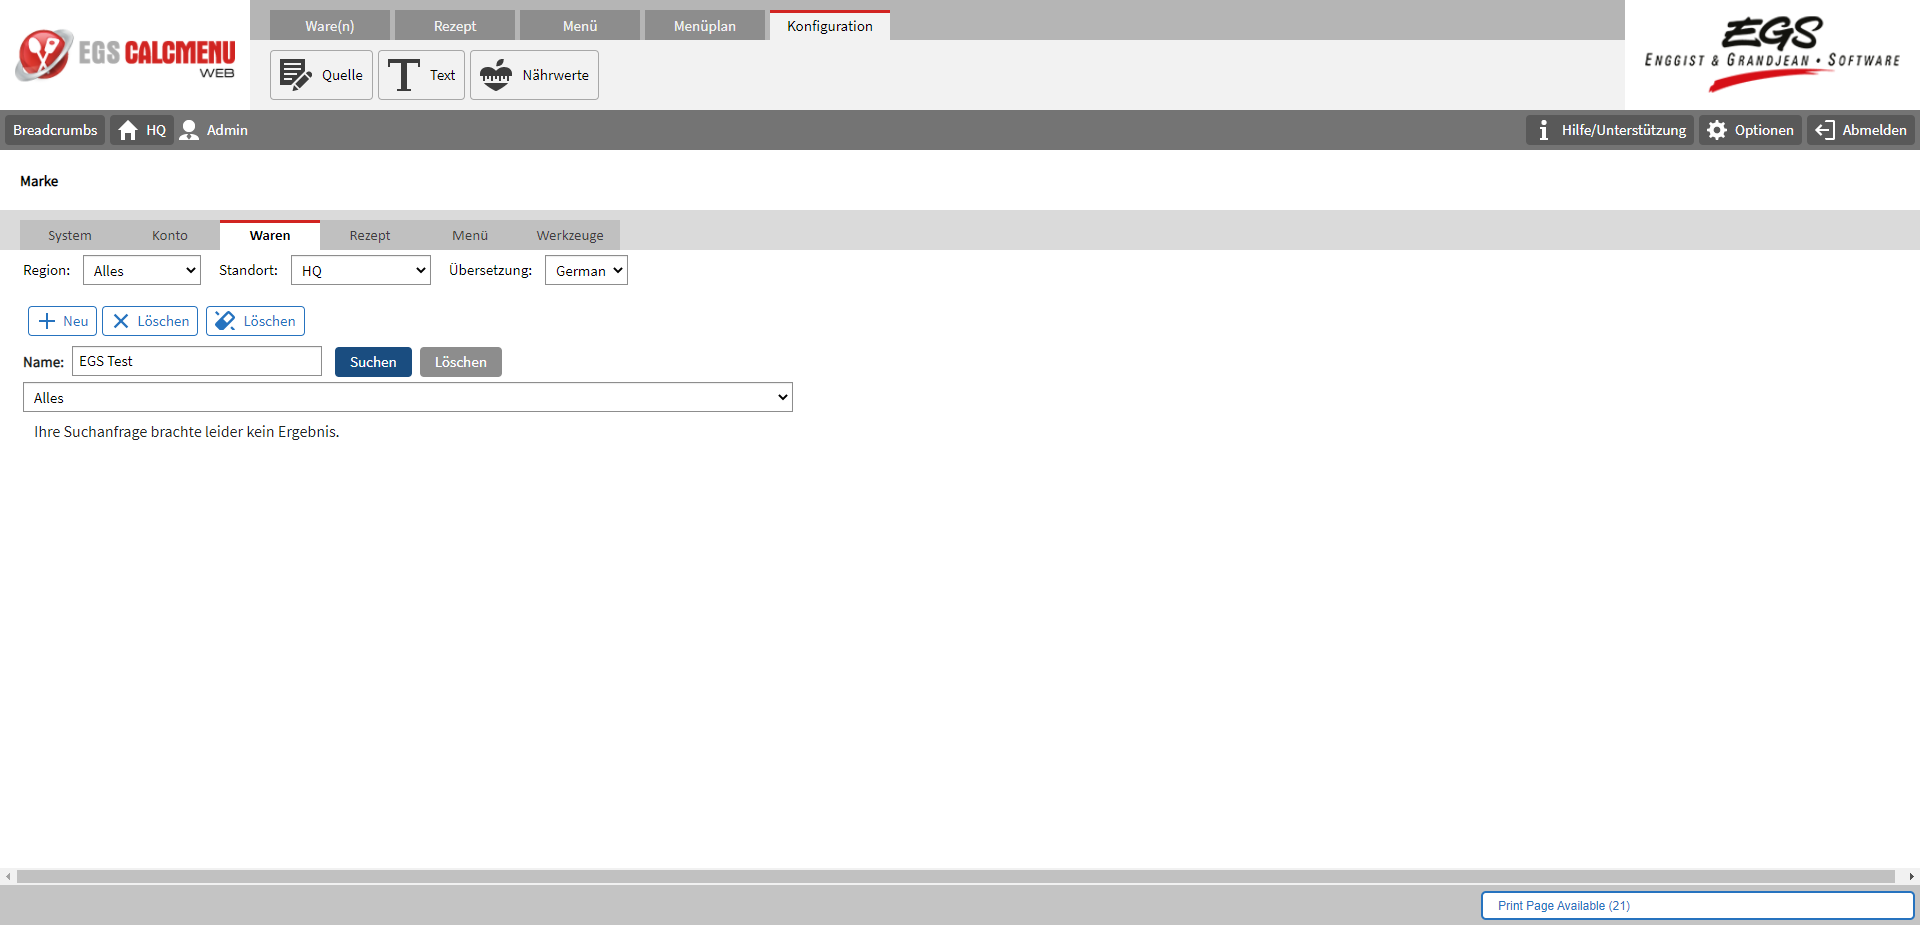 EGS CALCMENU
WEB
Ware(n) Rezept Menü Menüplan Konfiguration
Quelle Text Nährwerte
EGS
ENGGIST & GRANDJEAN • SOFTWARE
Breadcrumbs HQ Admin Hilfe/Unterstützung Optionen Abmelden
Marke
System Konto Waren Rezept Menü Werkzeuge
Region: Alles Standort: HQ Übersetzung: German
Neu Löschen Löschen
Name: EGS Test Suchen Löschen
Alles
Ihre Suchanfrage brachte leider kein Ergebnis.
Print Page Available (21)